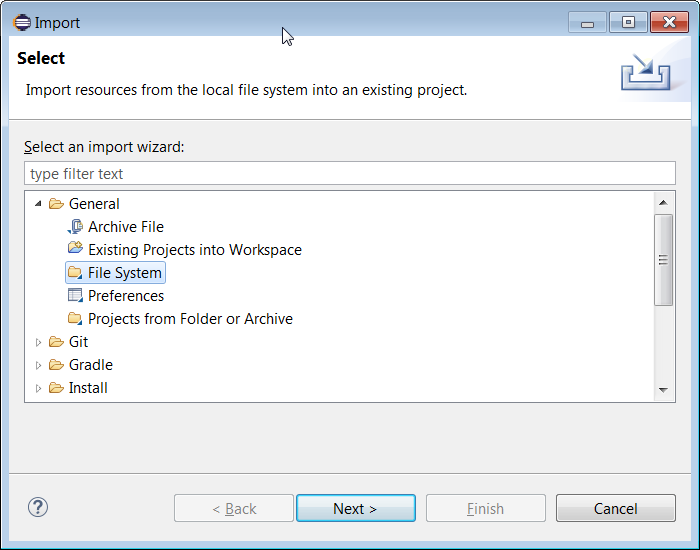 Import
Select
Import resources from the local file system into an existing project.
Select an import wizard:
type filter text
General
Archive File
Existing Projects into Workspace
File System
Preferences
Projects from Folder or Archive
Git
Gradle
Install
? < Back Next > Finish Cancel